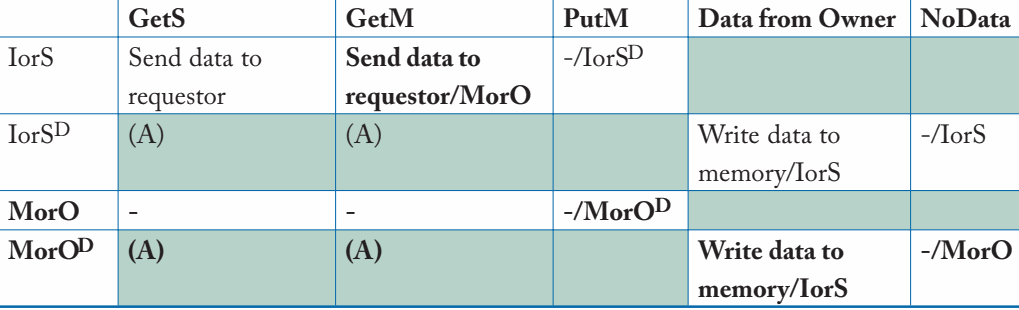 GetS GetM PutM Data from Owner NoData
IorS Send data to Send data to -/IorSD
requestor requestor/MorO
IorSD (A) (A) Write data to -/IorS
memory/IorS
MorO - - -/MorOD
MorOD (A) (A) Write data to -/MorO
memory/IorS